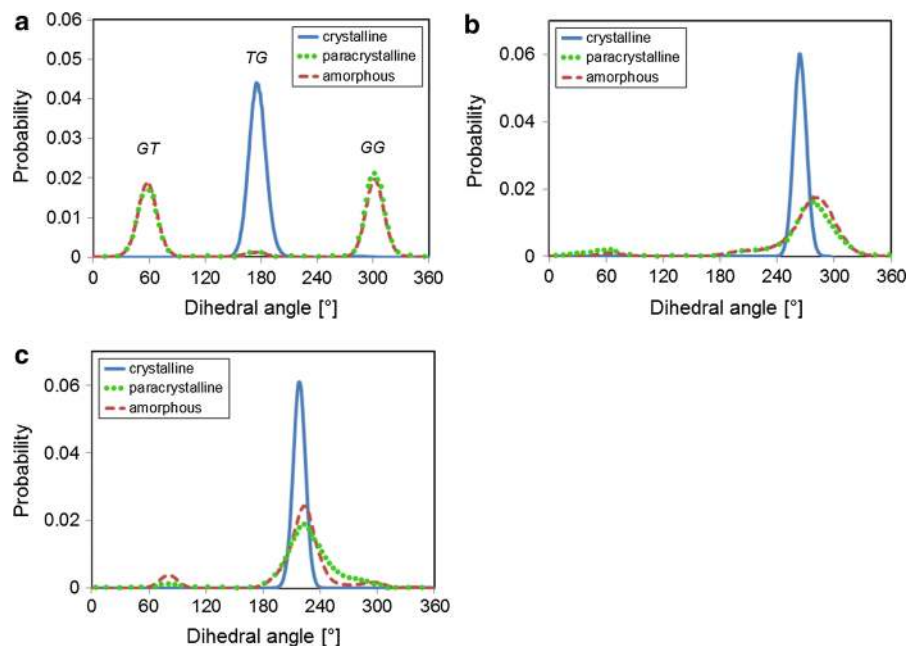 a
0.06
0.05
0.04
0.03
0.02
0.01
0
Probability
crystalline
paracrystalline
amorphous
GT
TG
GG
0 60 120 180 240 300 360
Dihedral angle [°]
b
0.06
0.04
0.02
0
Probability
crystalline
paracrystalline
amorphous
0 60 120 180 240 300 360
Dihedral angle [°]
c
0.06
0.04
0.02
0
Probability
crystalline
paracrystalline
amorphous
0 60 120 180 240 300 360
Dihedral angle [°]